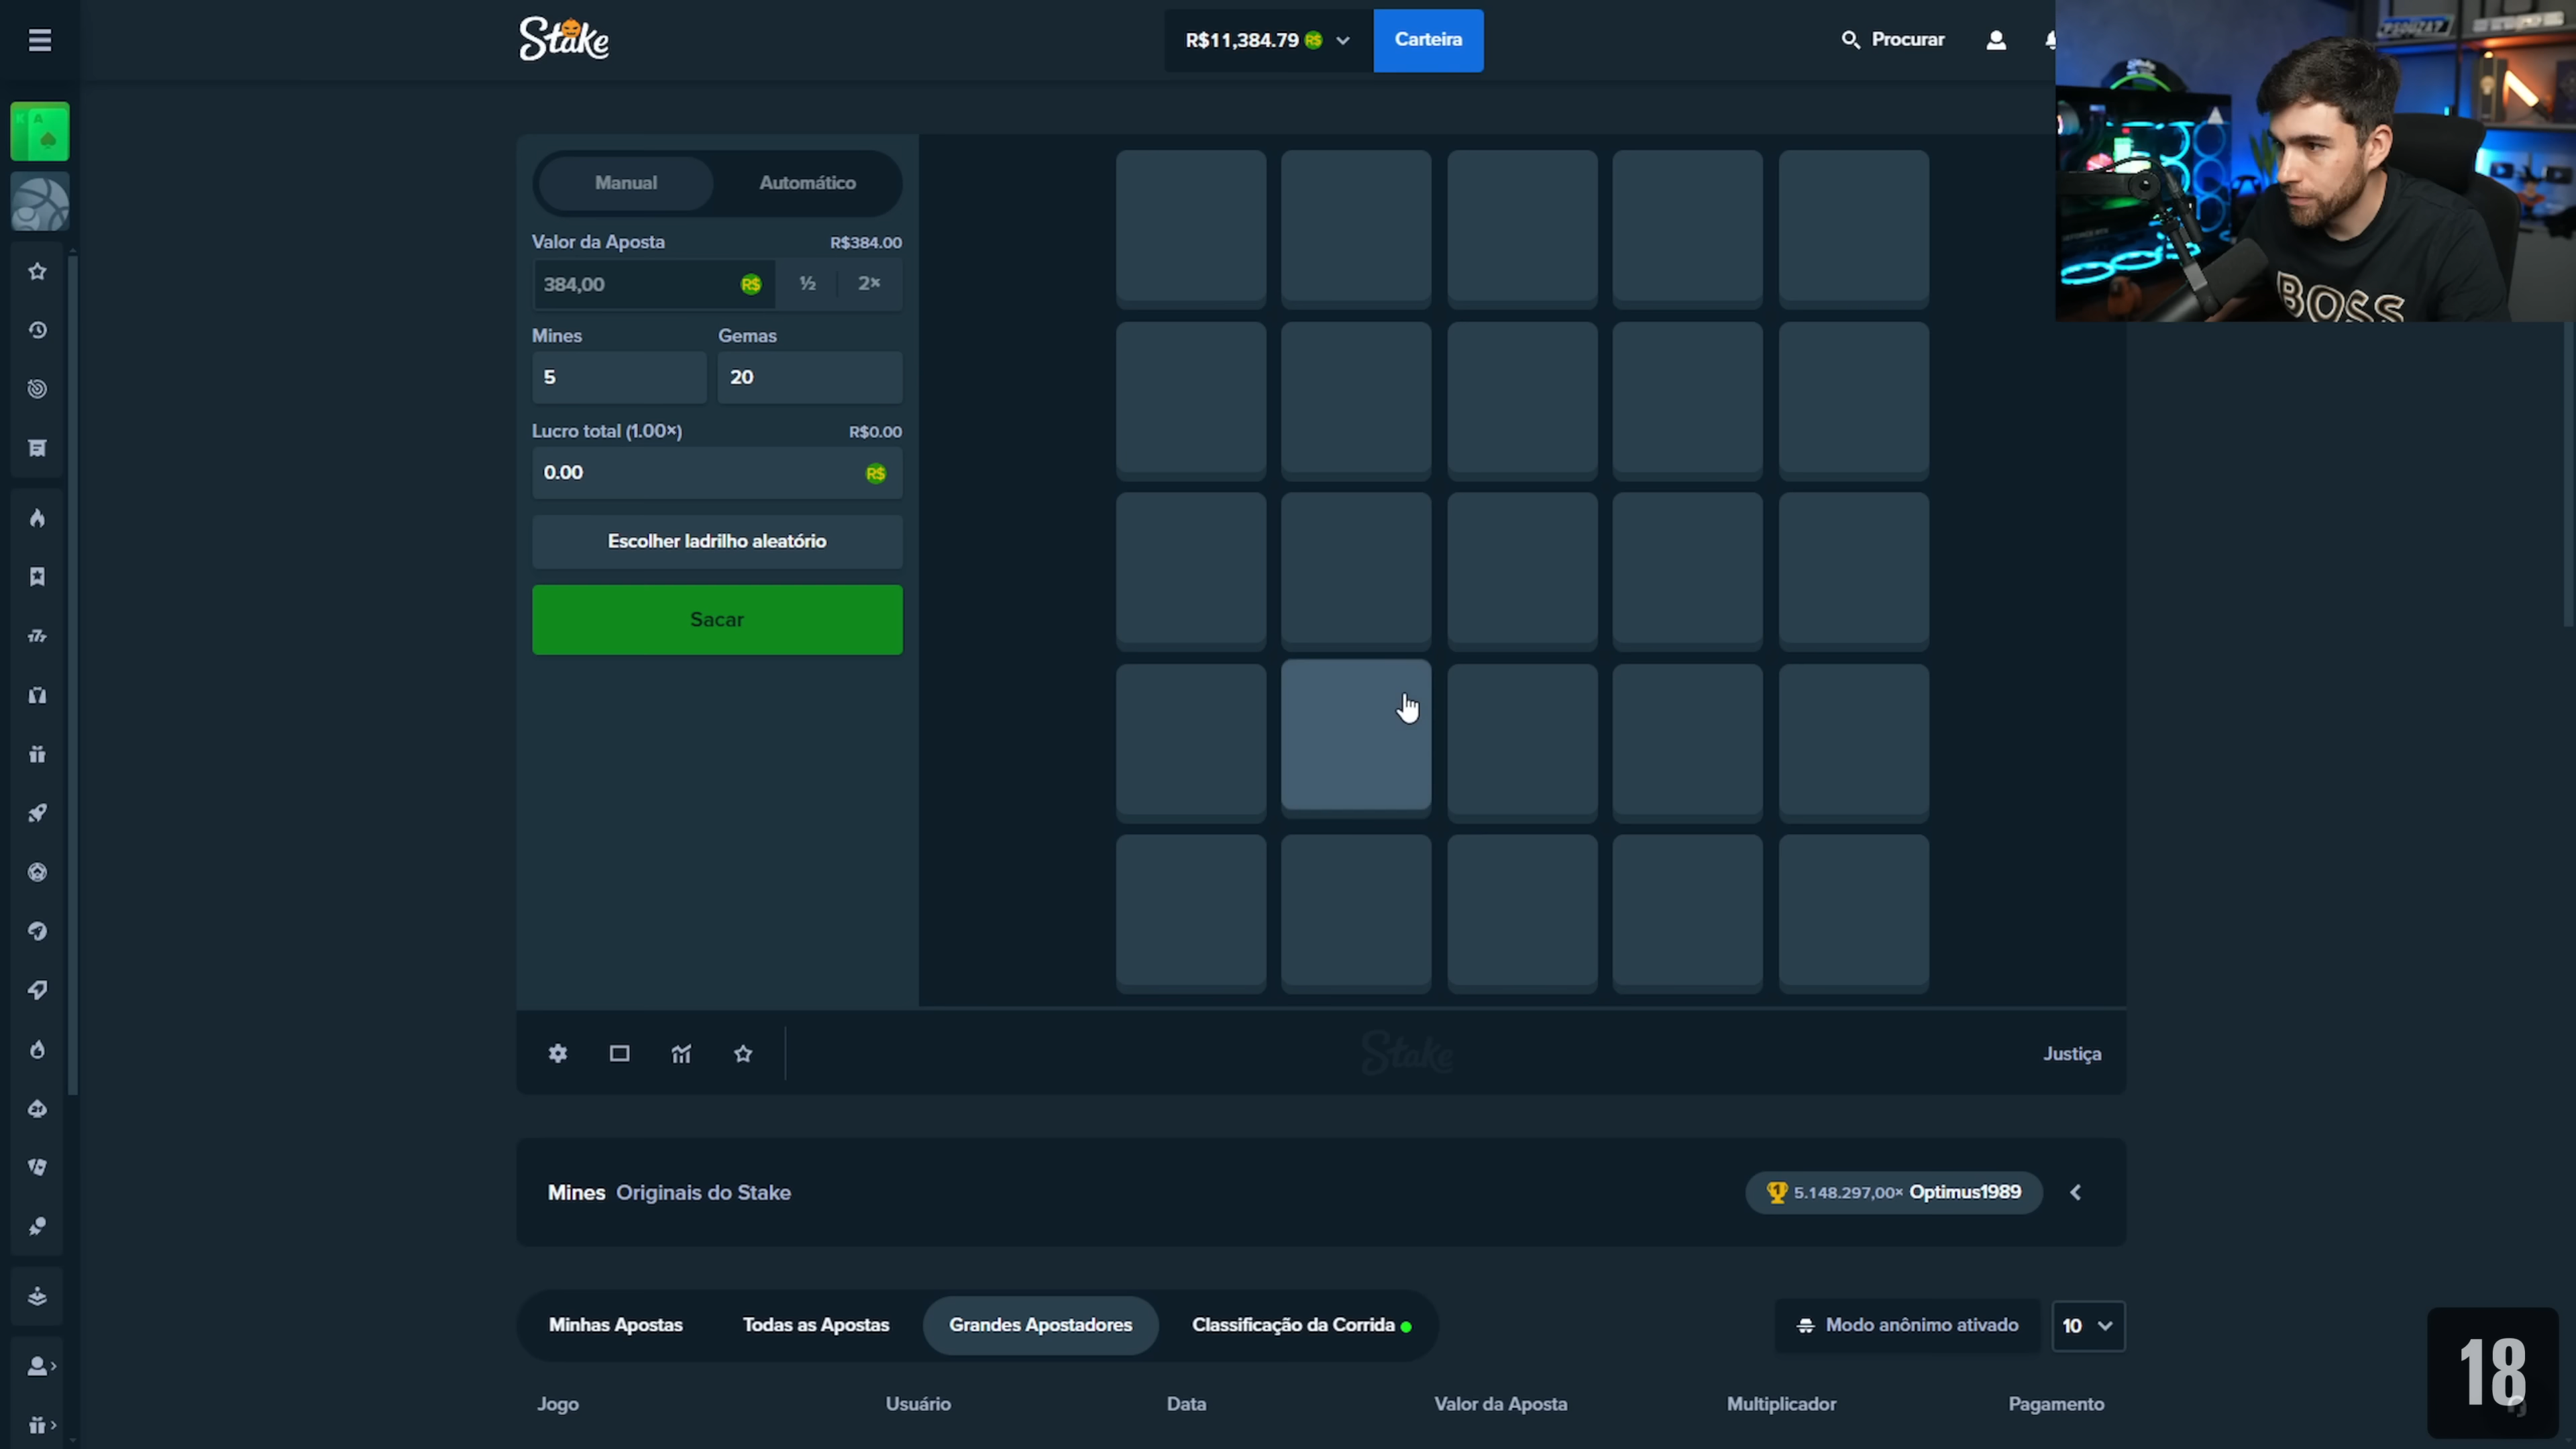 Stake
R$11,384.79 R$
Carteira
Procurar
K A
Manual
Automático
Valor da Aposta
R$384.00
384,00 R$
½
2×
Mines
Gemas
5
20
Lucro total (1.00×)
R$0.00
0.00 R$
Escolher ladrilho aleatório
Sacar
BOSS
Stake
Justiça
Mines Originais do Stake
1 5.148.297,00× Optimus1989
Minhas Apostas
Todas as Apostas
Grandes Apostadores
Classificação da Corrida
Modo anônimo ativado
10
Jogo
Usuário
Data
Valor da Aposta
Multiplicador
Pagamento
18